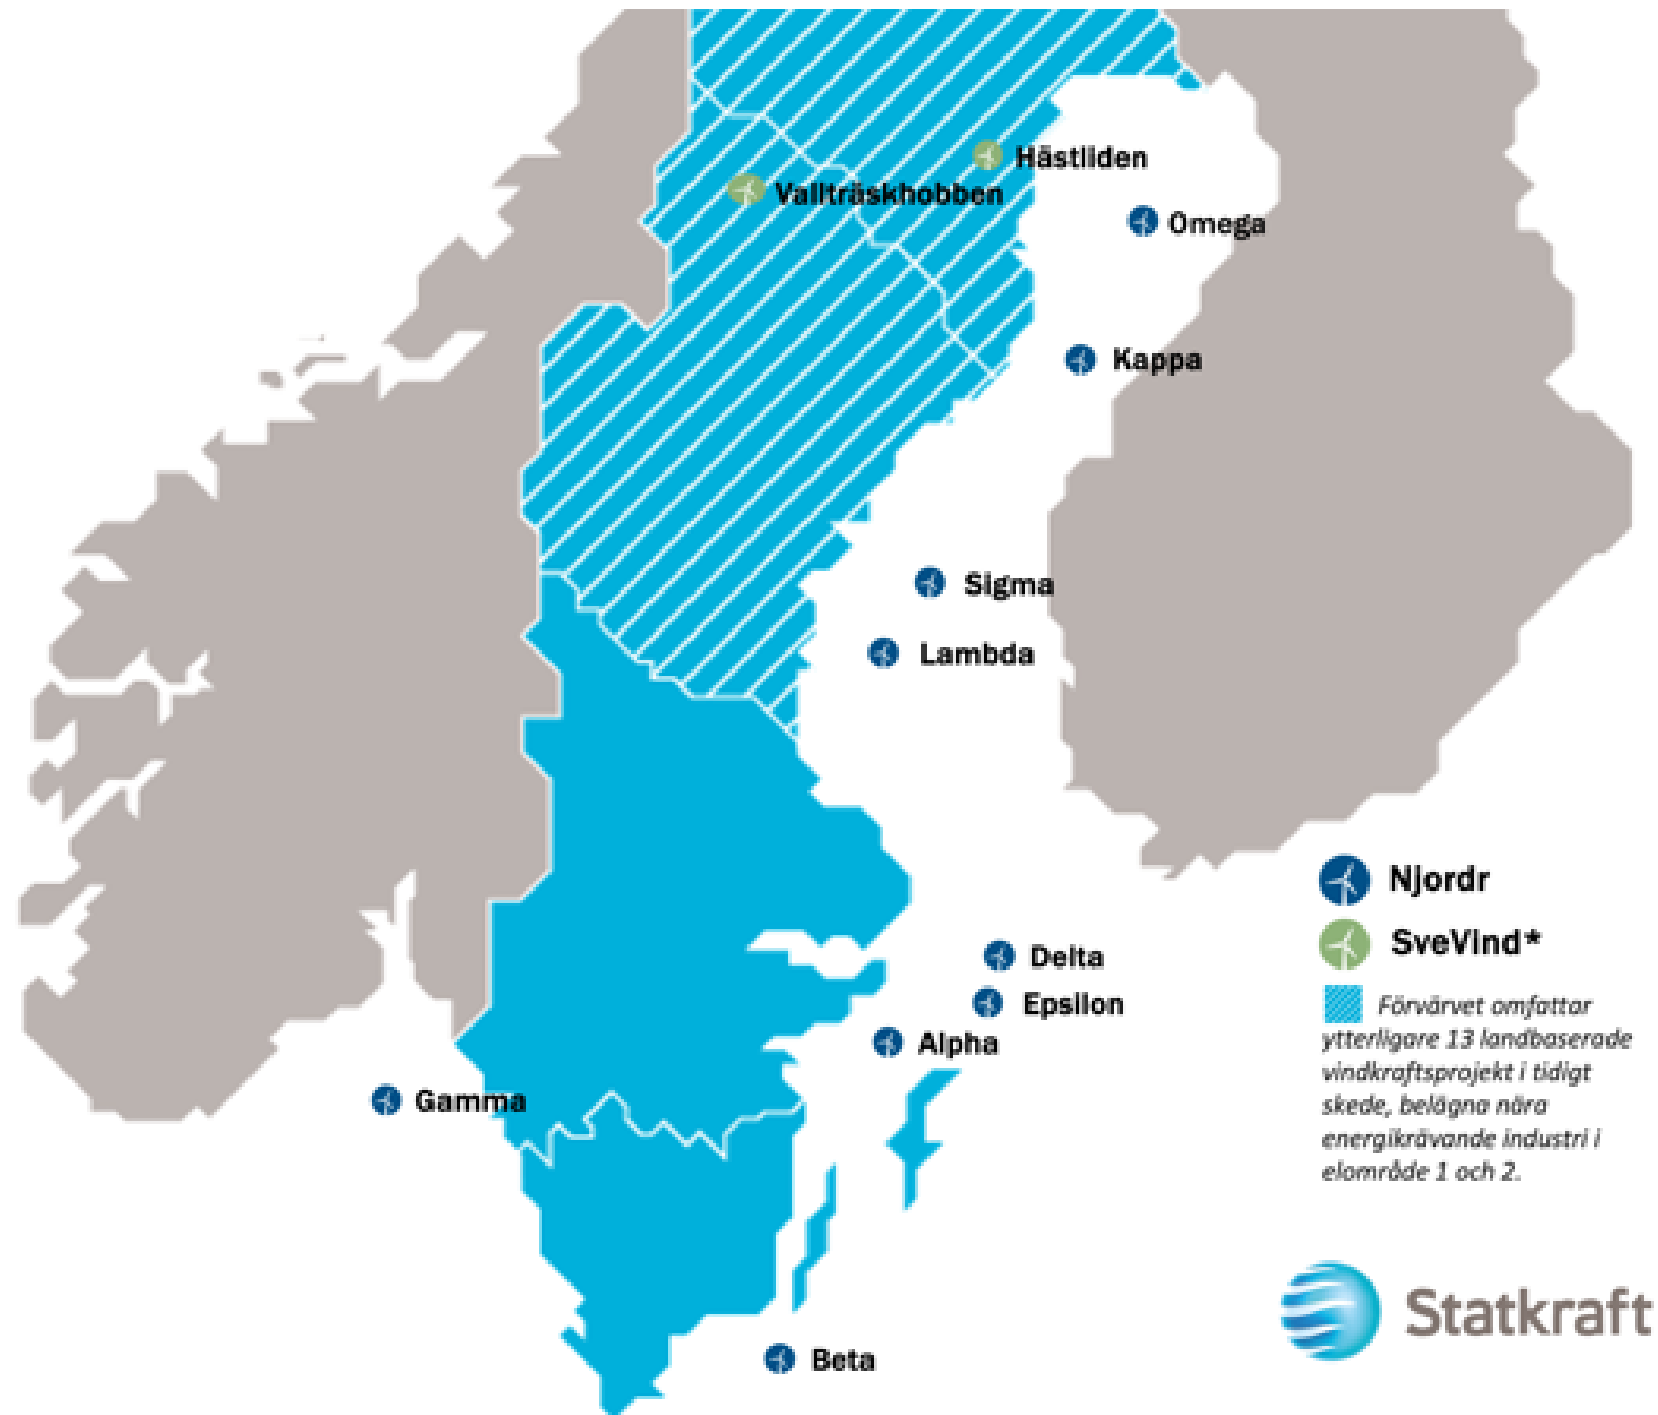 Hästliden
Vallträskhobben
Omega
Kappa
Sigma
Lambda
Njordr
SveVind*
Delta
Epsilon
Alpha
Gamma
Beta
Förvärvet omfattar
ytterligare 13 landbaserade
vindkraftsprojekt i tidigt
skede, belägna nära
energikrävande industri i
elområde 1 och 2.
Statkraft